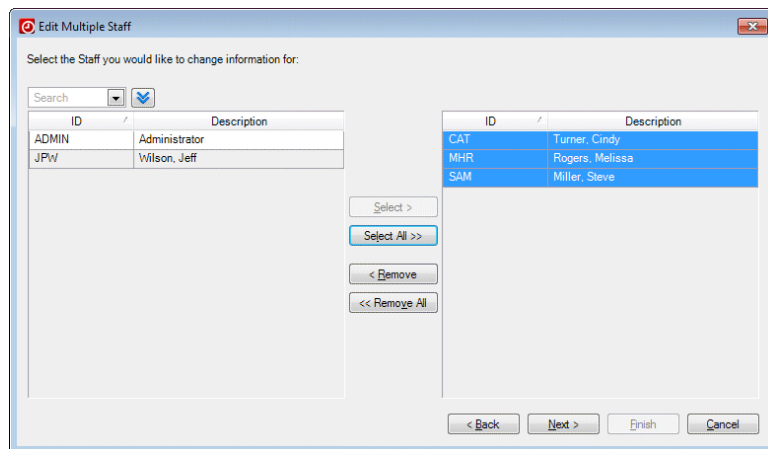 Edit Multiple Staff
Select the Staff you would like to change information for:
Search
ID Description
ADMIN Administrator
JPW Wilson, Jeff
Select >
Select All >>
< Remove
<< Remove All
ID Description
CAT Turner, Cindy
MHR Rogers, Melissa
SAM Miller, Steve
< Back Next > Finish Cancel